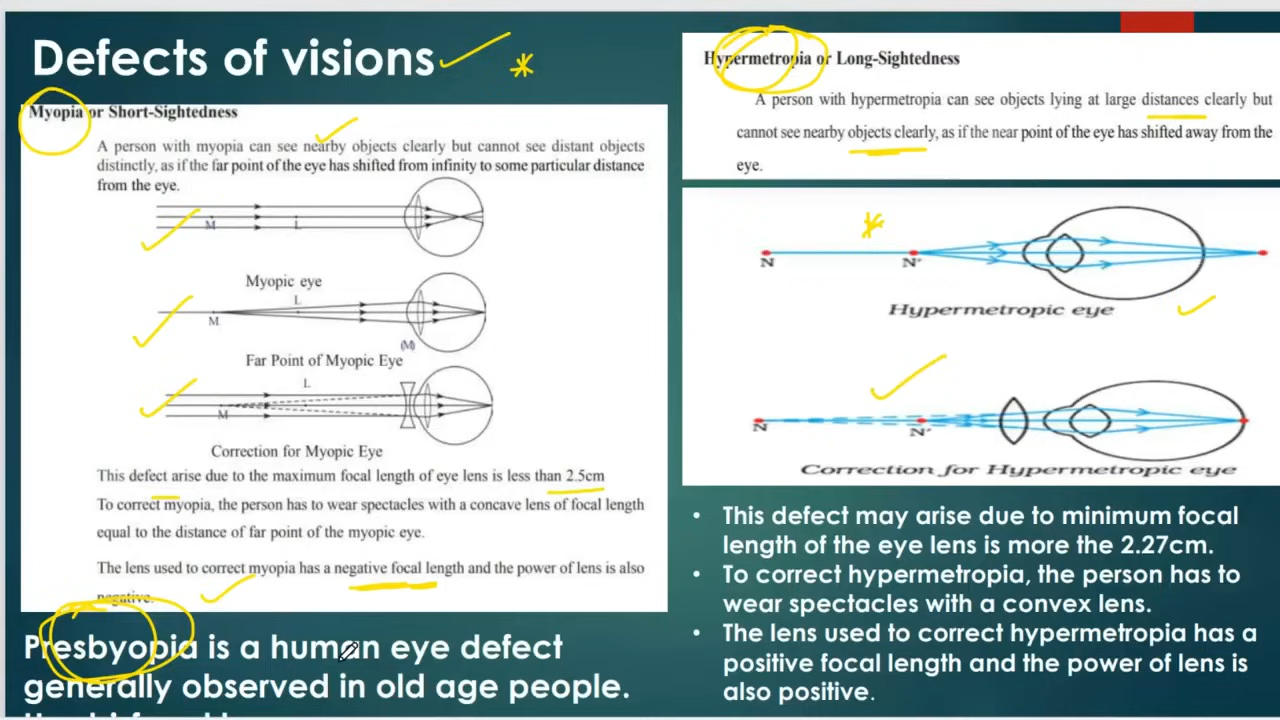 Defects of visions
Myopia or Short-Sightedness
A person with myopia can see nearby objects clearly but cannot see distant objects
distinctly, as if the far point of the eye has shifted from infinity to some particular distance
from the eye.
M
L
Myopic eye
L
M
(M)
Far Point of Myopic Eye
L
M
Correction for Myopic Eye
This defect arise due to the maximum focal length of eye lens is less than 2.5cm
To correct myopia, the person has to wear spectacles with a concave lens of focal length
equal to the distance of far point of the myopic eye.
The lens used to correct myopia has a negative focal length and the power of lens is also
negative.
Presbyopia is a human eye defect
generally observed in old age people.
Hypermetropia or Long-Sightedness
A person with hypermetropia can see objects lying at large distances clearly but
cannot see nearby objects clearly, as if the near point of the eye has shifted away from the
eye.
N
N'
Hypermetropic eye
N
N'
Correction for Hypermetropic eye
• This defect may arise due to minimum focal
length of the eye lens is more the 2.27cm.
• To correct hypermetropia, the person has to
wear spectacles with a convex lens.
• The lens used to correct hypermetropia has a
positive focal length and the power of lens is
also positive.